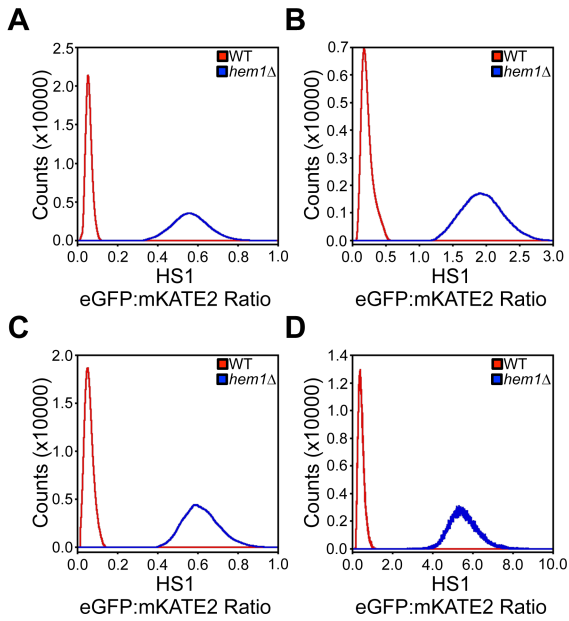 A
Counts (x10000)
2.5
2.0
1.5
1.0
0.5
0.0
WT
hem1Δ
0.0 0.2 0.4 0.6 0.8 1.0
HS1
eGFP:mKATE2 Ratio
B
Counts (x10000)
0.7
0.6
0.5
0.4
0.3
0.2
0.1
0.0
WT
hem1Δ
0.0 0.5 1.0 1.5 2.0 2.5 3.0
HS1
eGFP:mKATE2 Ratio
C
Counts (x10000)
2.0
1.5
1.0
0.5
0.0
WT
hem1Δ
0.0 0.2 0.4 0.6 0.8 1.0
HS1
eGFP:mKATE2 Ratio
D
Counts (x10000)
1.4
1.2
1.0
0.8
0.6
0.4
0.2
0.0
WT
hem1Δ
0.0 2.0 4.0 6.0 8.0 10.0
HS1
eGFP:mKATE2 Ratio